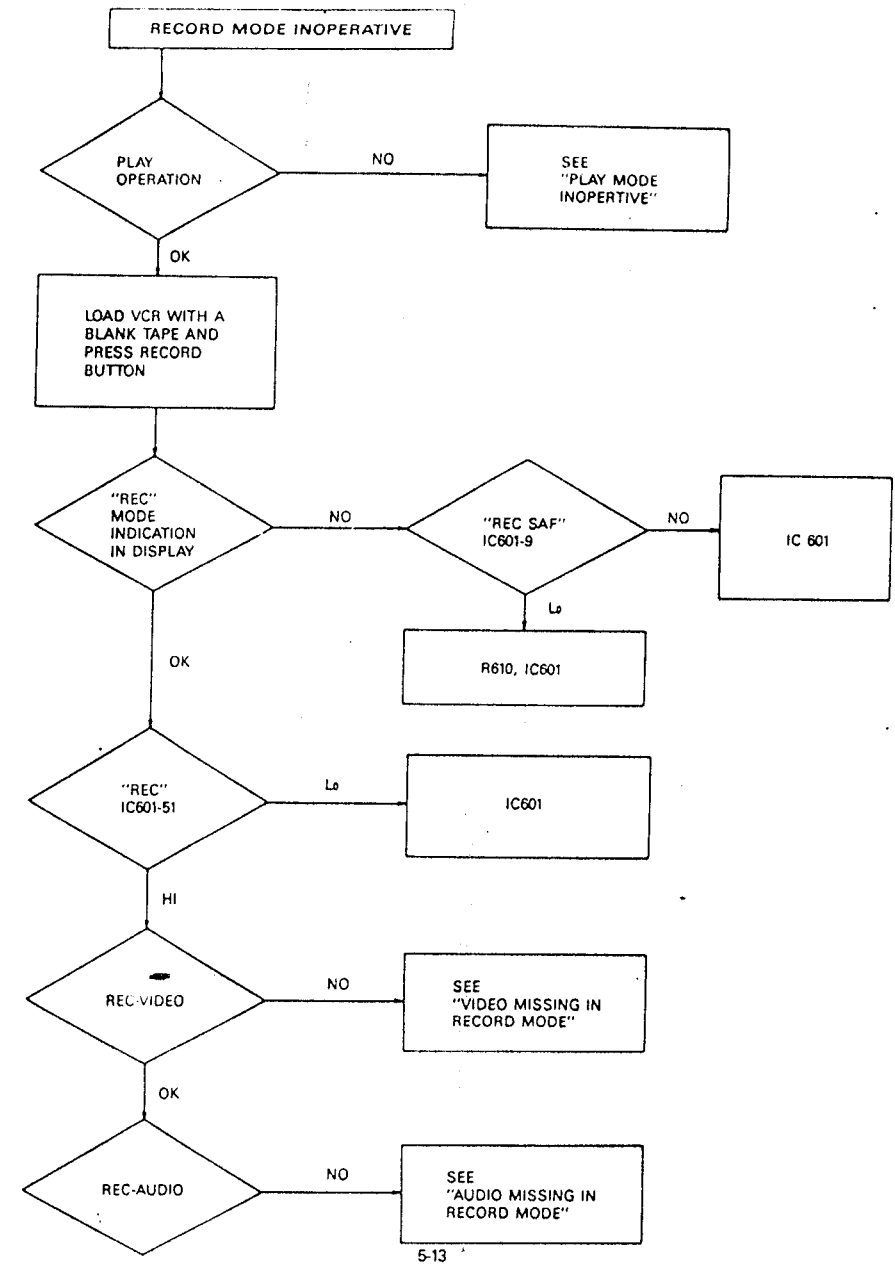 RECORD MODE INOPERATIVE
PLAY
OPERATION
NO
SEE
"PLAY MODE
INOPERTIVE"
OK
LOAD VCR WITH A
BLANK TAPE AND
PRESS RECORD
BUTTON
"REC"
MODE
INDICATION
IN DISPLAY
NO
"REC SAF"
IC601-9
NO
IC 601
Lo
R610, IC601
OK
"REC"
IC601-51
Lo
IC601
HI
REC-VIDEO
NO
SEE
"VIDEO MISSING IN
RECORD MODE"
OK
REC-AUDIO
NO
SEE
"AUDIO MISSING IN
RECORD MODE"
5-13